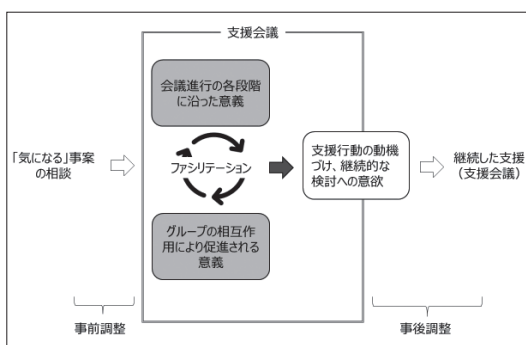 支援会議
会議進行の各段階
に沿った意義
「気になる」事案
の相談
ファシリテーション
支援行動の動機
づけ、継続的な
検討への意欲
継続した支援
(支援会議)
グループの相互作
用により促進される
意義
事前調整
事後調整